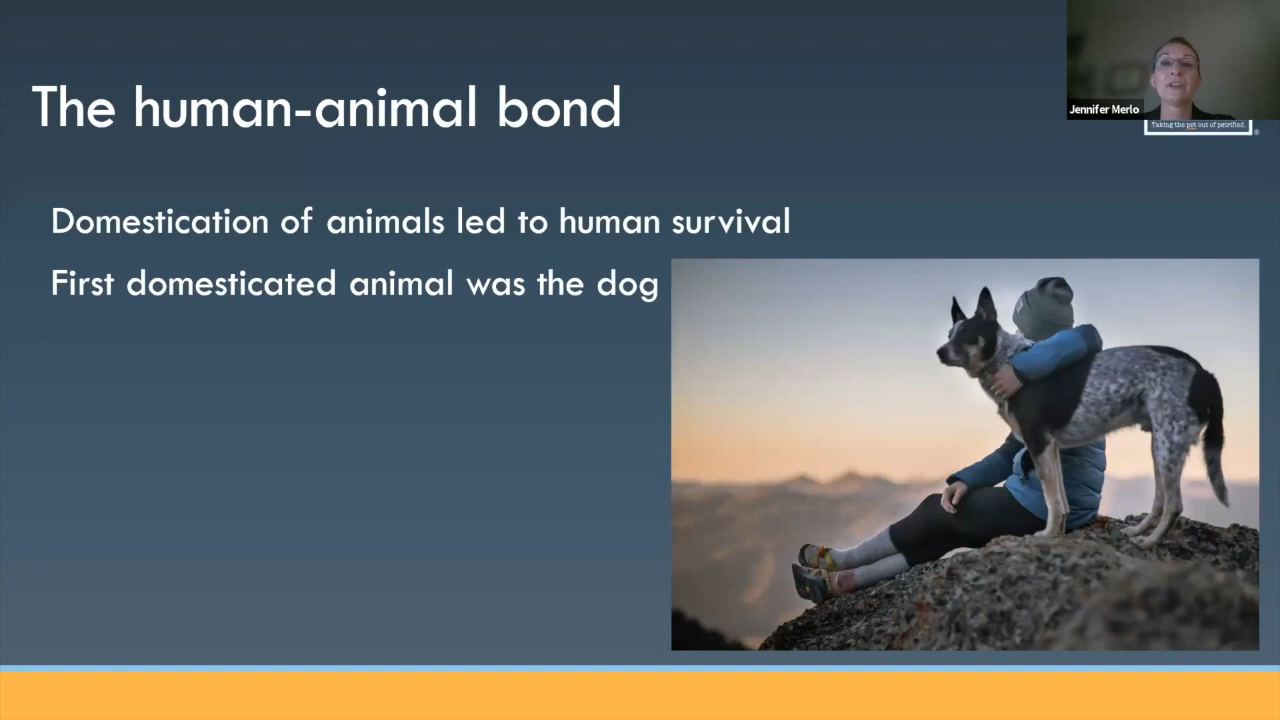 The human-animal bond
Jennifer Merlo
Taking the pet out of petrified.
®
Domestication of animals led to human survival
First domesticated animal was the dog